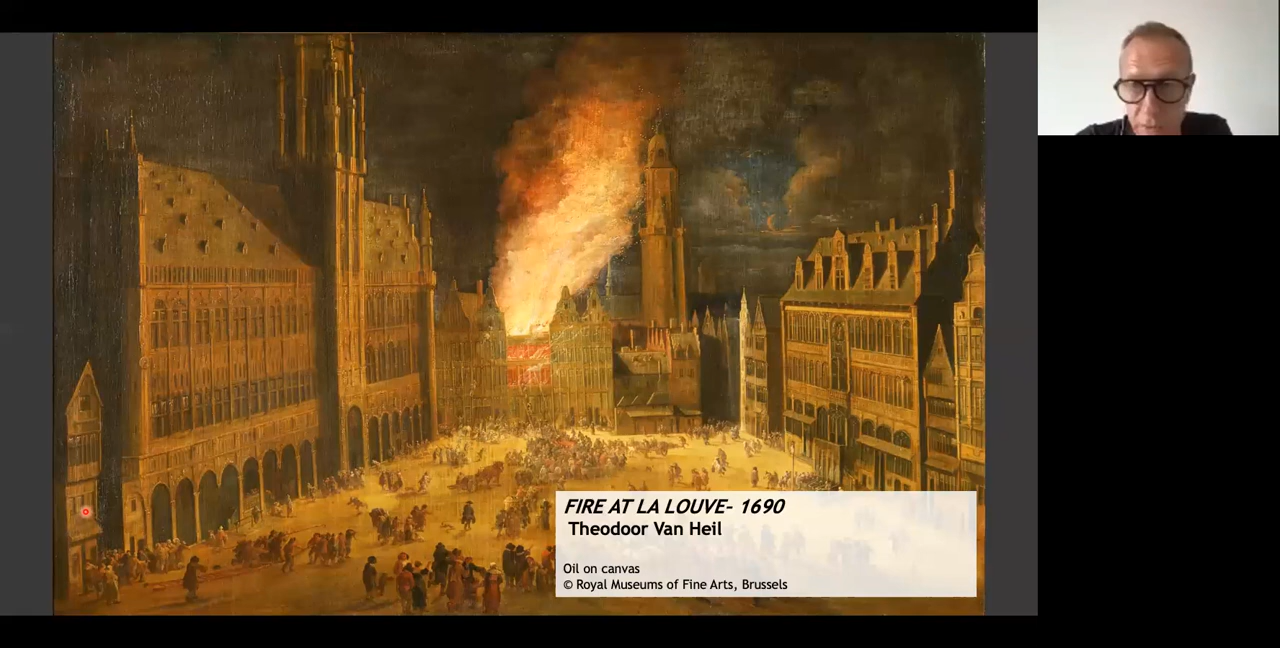 FIRE AT LA LOUVE- 1690
Theodoor Van Heil
Oil on canvas
© Royal Museums of Fine Arts, Brussels